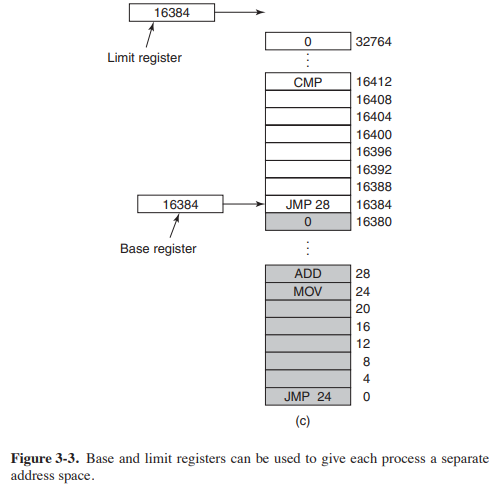 16384
Limit register
0 32764
⋮
CMP 16412
16408
16404
16400
16396
16392
16388
16384 JMP 28 16384
0 16380
Base register
⋮
ADD 28
MOV 24
20
16
12
8
4
JMP 24 0
(c)
Figure 3-3. Base and limit registers can be used to give each process a separate
address space.